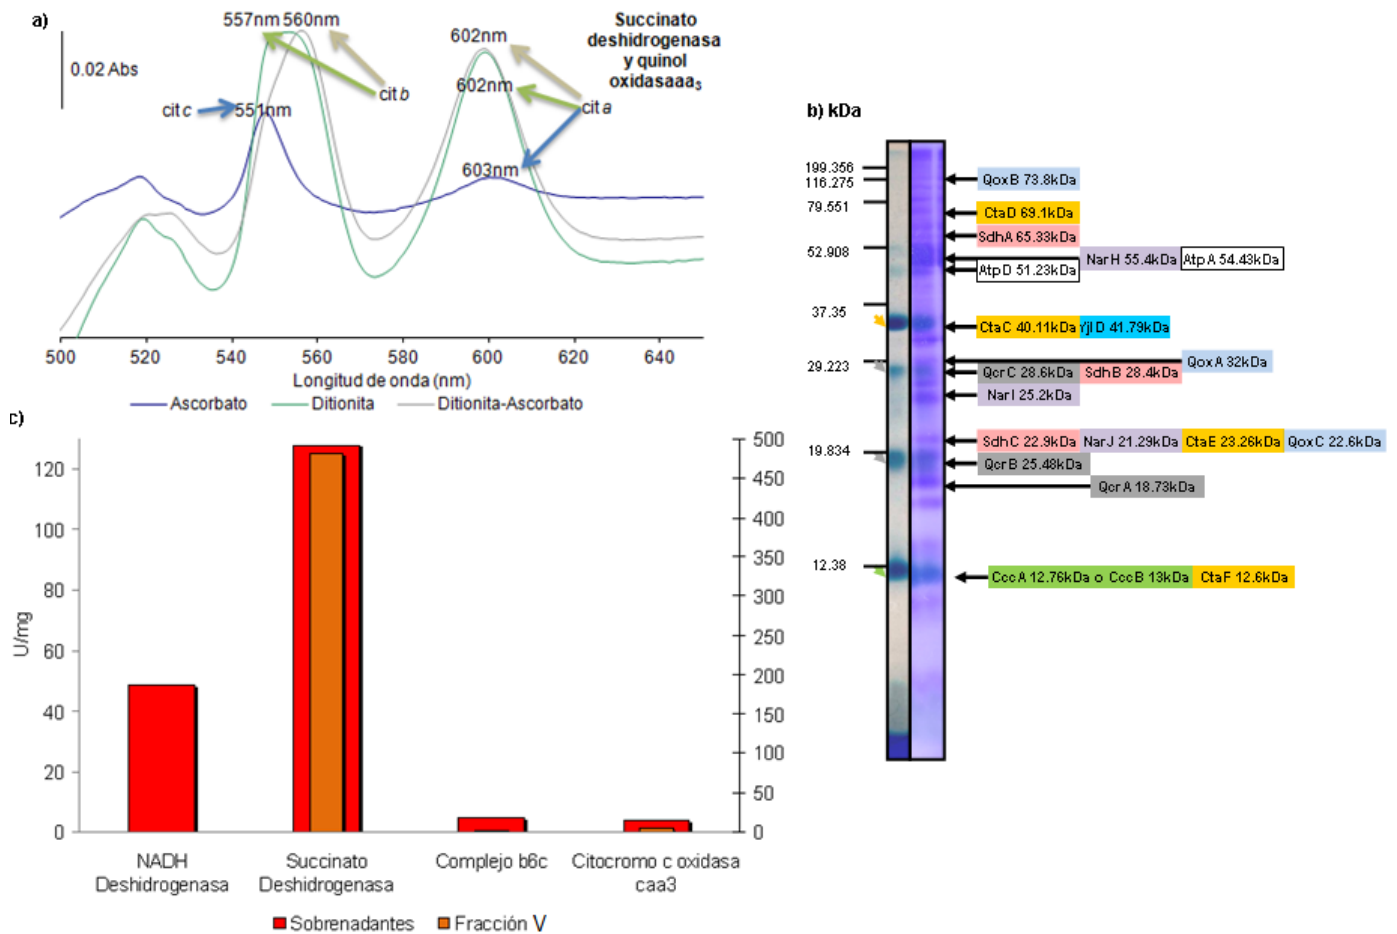 a)
557nm 560nm
0.02 Abs
cit c
551nm
cit b
602nm
602nm
603nm
cit a
Succinato
deshidrogenasa
y quinol
oxidasaaa3
500 520 540 560 580 600 620 640
Longitud de onda (nm)
Ascorbato Ditionita Ditionita-Ascorbato
b) kDa
199.356
116.275
79.551
52.908
37.35
29.223
19.834
12.38
QoxB 73.8kDa
CtaD 69.1kDa
SdhA 65.33kDa
NarH 55.4kDa AtpA 54.43kDa
AtpD 51.23kDa
CtaC 40.11kDa YjlD 41.79kDa
QoxA 32kDa
QcrC 28.6kDa SdhB 28.4kDa
NarI 25.2kDa
SdhC 22.9kDa NarJ 21.29kDa CtaE 23.26kDa QoxC 22.6kDa
QcrB 25.48kDa
QcrA 18.73kDa
CccA 12.76kDa o CccB 13kDa CtaF 12.6kDa
c)
U/mg
120
100
80
60
40
20
0
500
450
400
350
300
250
200
150
100
50
0
NADH
Deshidrogenasa
Succinato
Deshidrogenasa
Complejo b6c
Citocromo c oxidasa
caa3
Sobrenadantes Fracción V